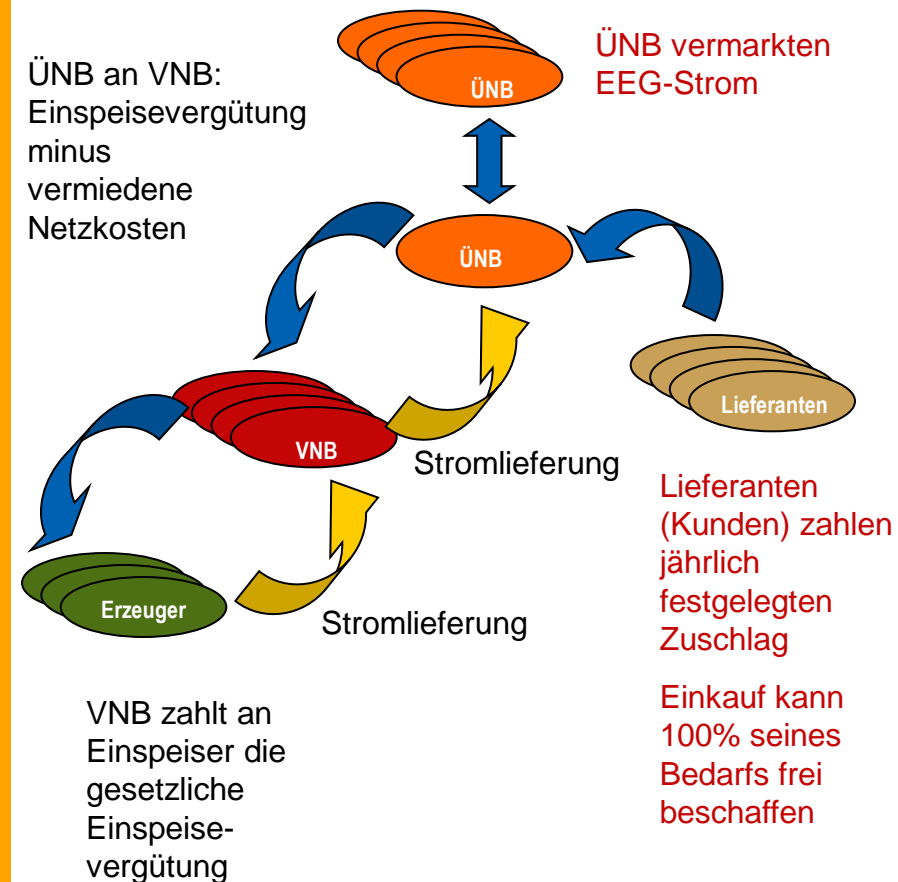 ÜNB an VNB:
Einspeisevergütung
minus
vermiedene
Netzkosten
ÜNB
ÜNB vermarkten
EEG-Strom
ÜNB
Lieferanten
VNB
Stromlieferung
Erzeuger
Stromlieferung
Lieferanten
(Kunden) zahlen
jährlich
festgelegten
Zuschlag
Einkauf kann
100% seines
Bedarfs frei
beschaffen
VNB zahlt an
Einspeiser die
gesetzliche
Einspeise-
vergütung